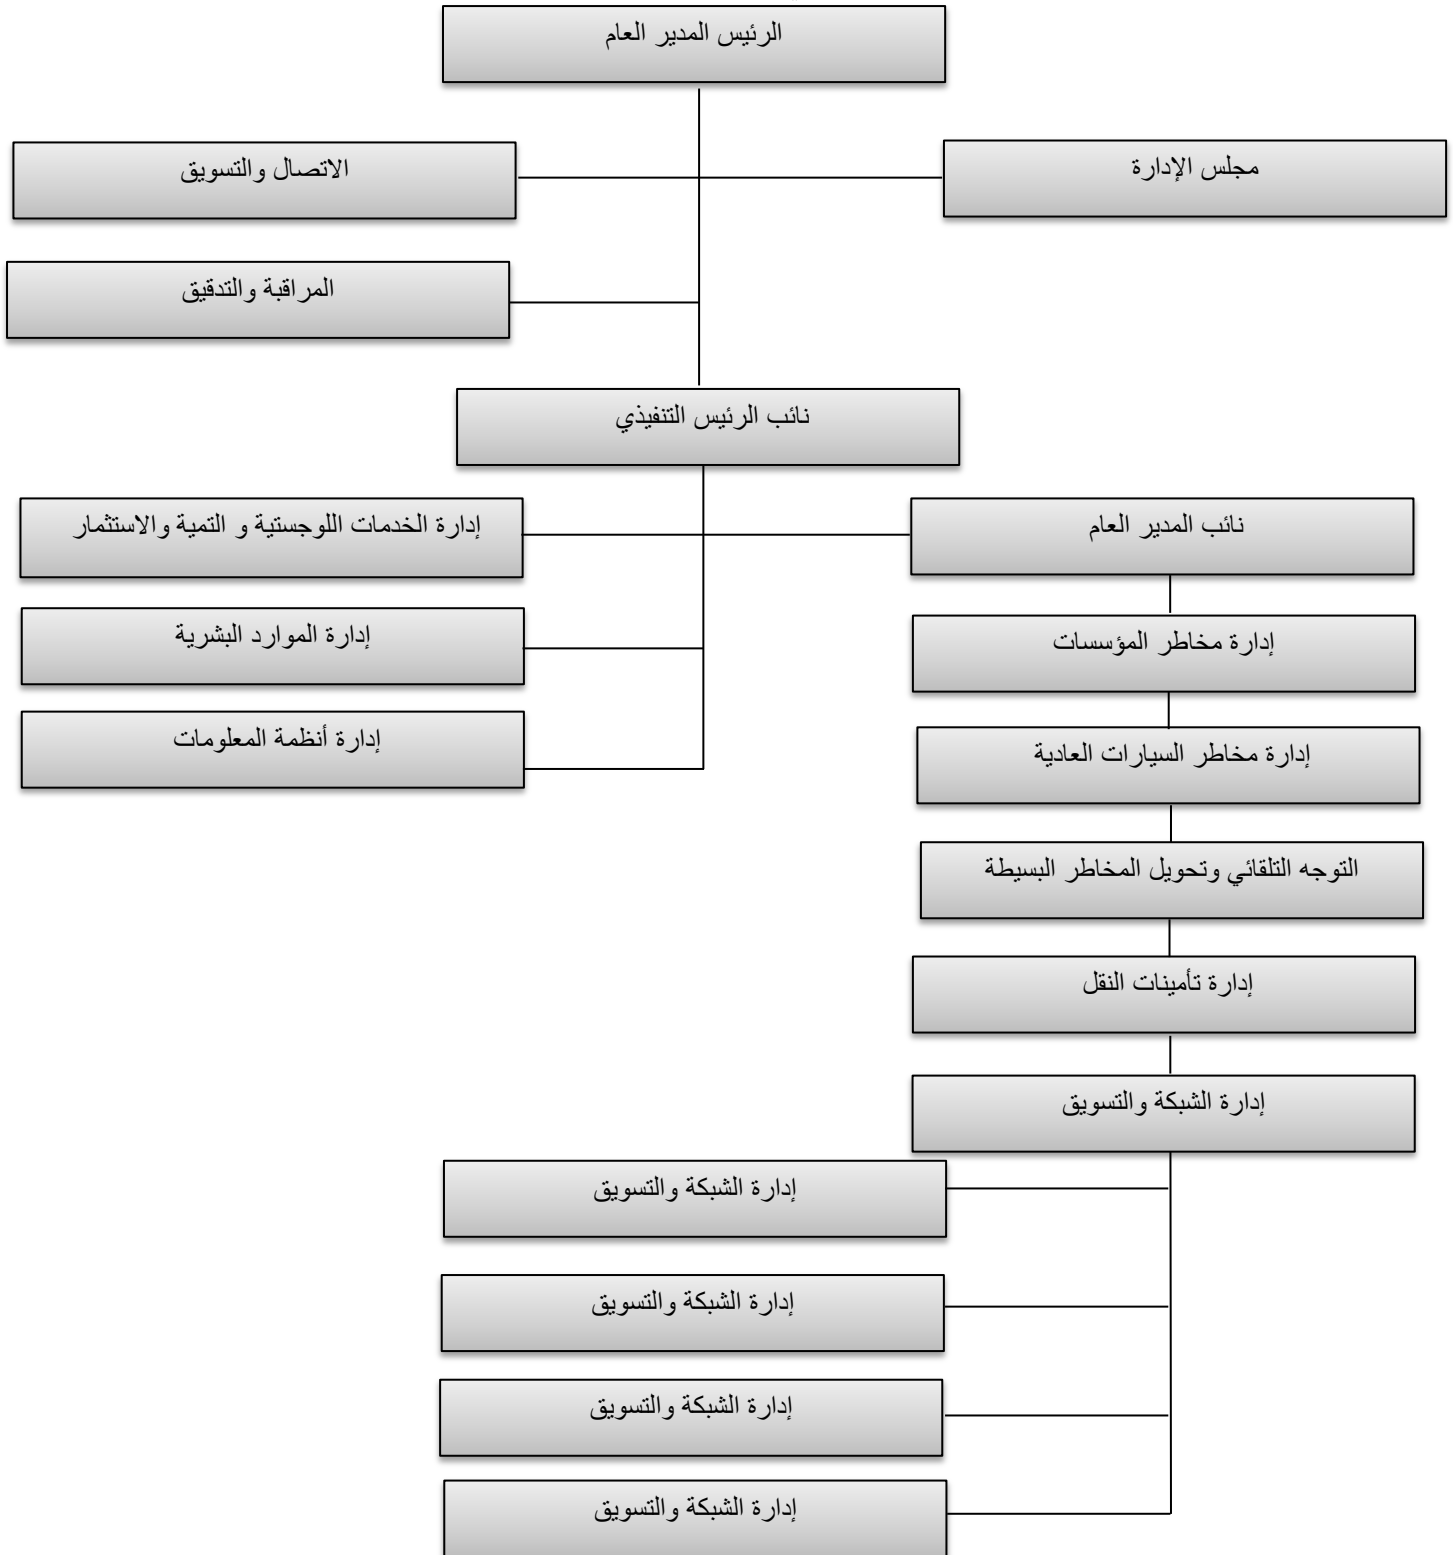 الرئيس المدير العام
مجلس الإدارة
الاتصال والتسويق
المراقبة والتدقيق
نائب الرئيس التنفيذي
نائب المدير العام
إدارة الخدمات اللوجستية و التمية والاستثمار
إدارة الموارد البشرية
إدارة أنظمة المعلومات
إدارة مخاطر المؤسسات
إدارة مخاطر السيارات العادية
التوجه التلقائي وتحويل المخاطر البسيطة
إدارة تأمينات النقل
إدارة الشبكة والتسويق
إدارة الشبكة والتسويق
إدارة الشبكة والتسويق
إدارة الشبكة والتسويق
إدارة الشبكة والتسويق